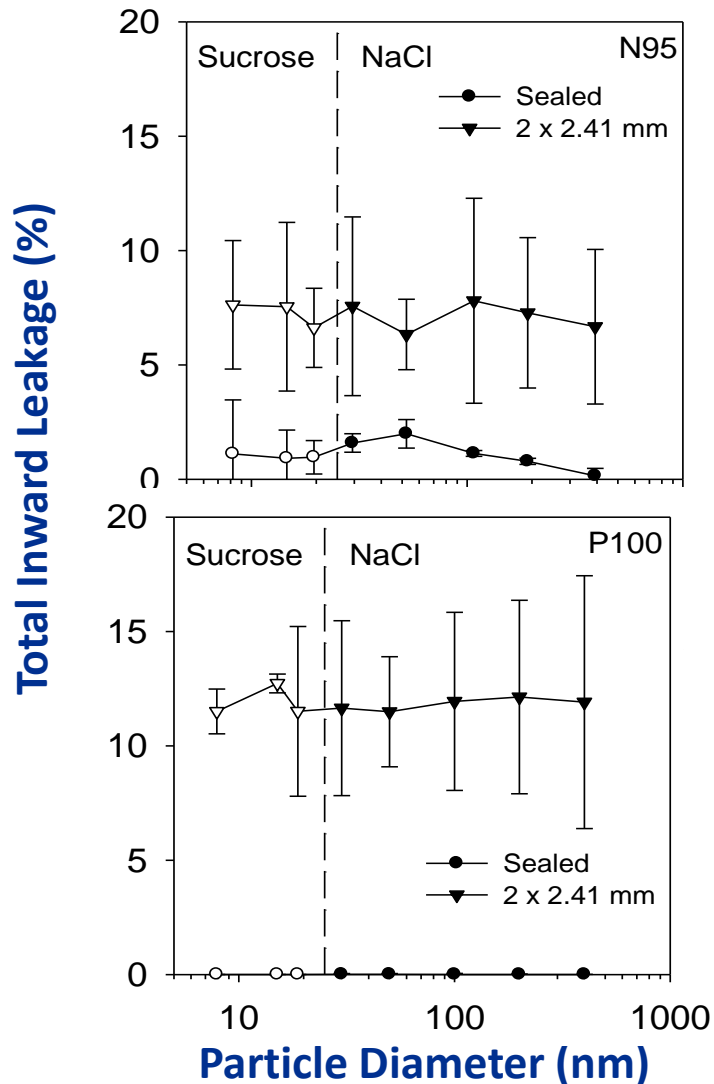 Total Inward Leakage (%)
20
15
10
5
0
Sucrose
NaCl
N95
Sealed
2 x 2.41 mm
20
15
10
5
0
Sucrose
NaCl
P100
Sealed
2 x 2.41 mm
10
100
1000
Particle Diameter (nm)